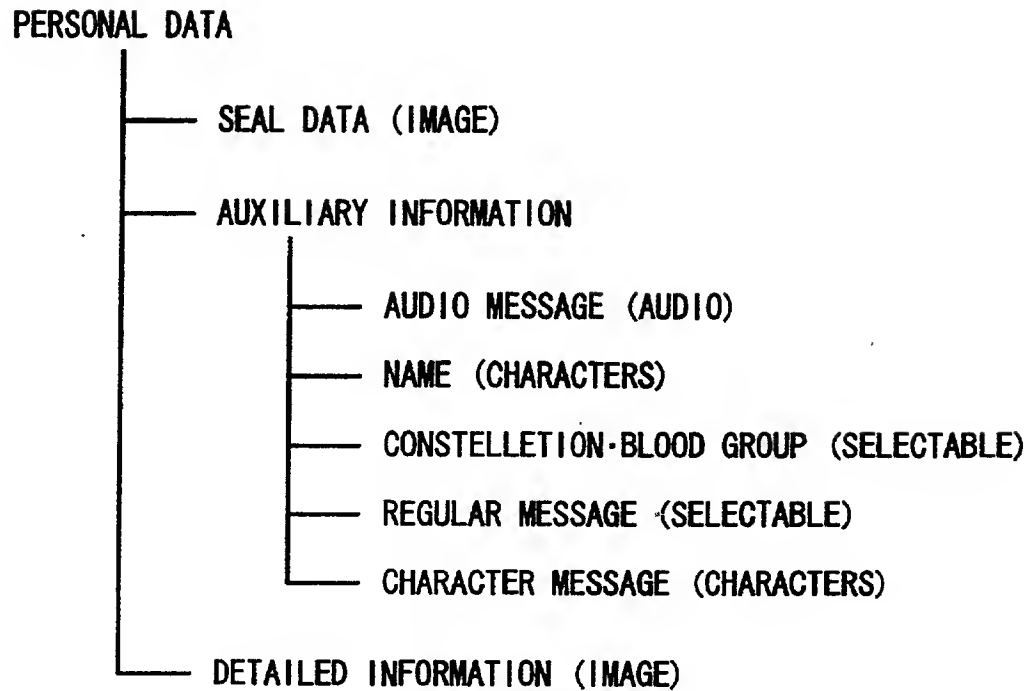 PERSONAL DATA
SEAL DATA (IMAGE)
AUXILIARY INFORMATION
AUDIO MESSAGE (AUDIO)
NAME (CHARACTERS)
CONSTELLETION·BLOOD GROUP (SELECTABLE)
REGULAR MESSAGE (SELECTABLE)
CHARACTER MESSAGE (CHARACTERS)
DETAILED INFORMATION (IMAGE)